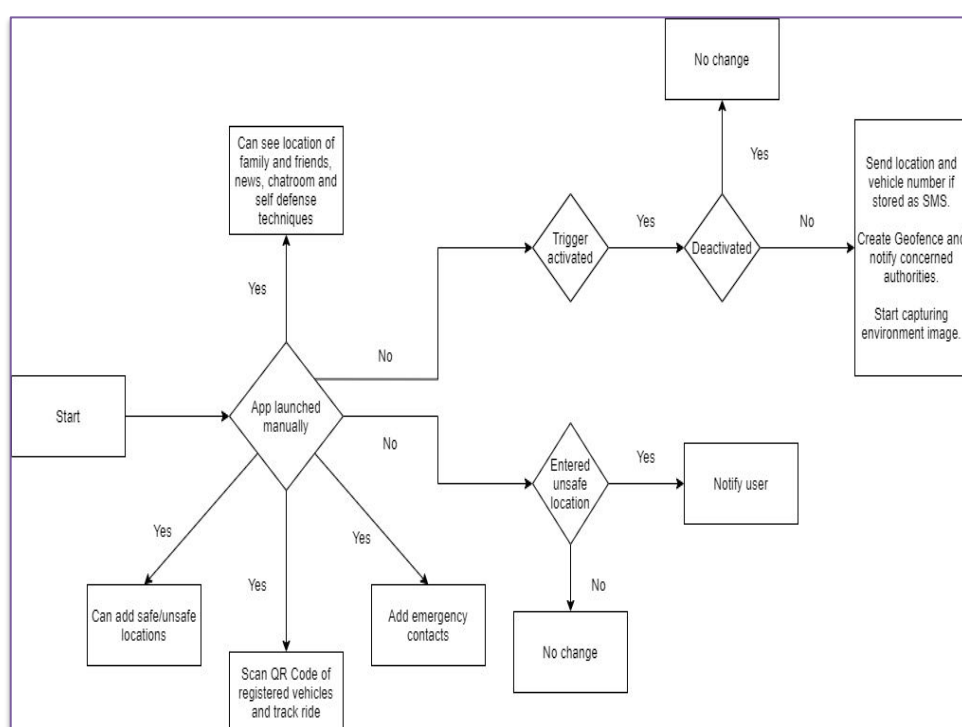 No change
Can see location of
family and friends,
news, chatroom and
self defense
techniques
Yes
Send location and
vehicle number if
stored as SMS.
Create Geofence and
notify concerned
authorities.
Start capturing
environment image.
Trigger
activated
Yes
Deactivated
No
Yes
No
Start
App launched
manually
No
Entered
unsafe
location
Yes
Notify user
Yes
Yes
Yes
No
Can add safe/unsafe
locations
Add emergency
contacts
No change
Scan QR Code of
registered vehicles
and track ride